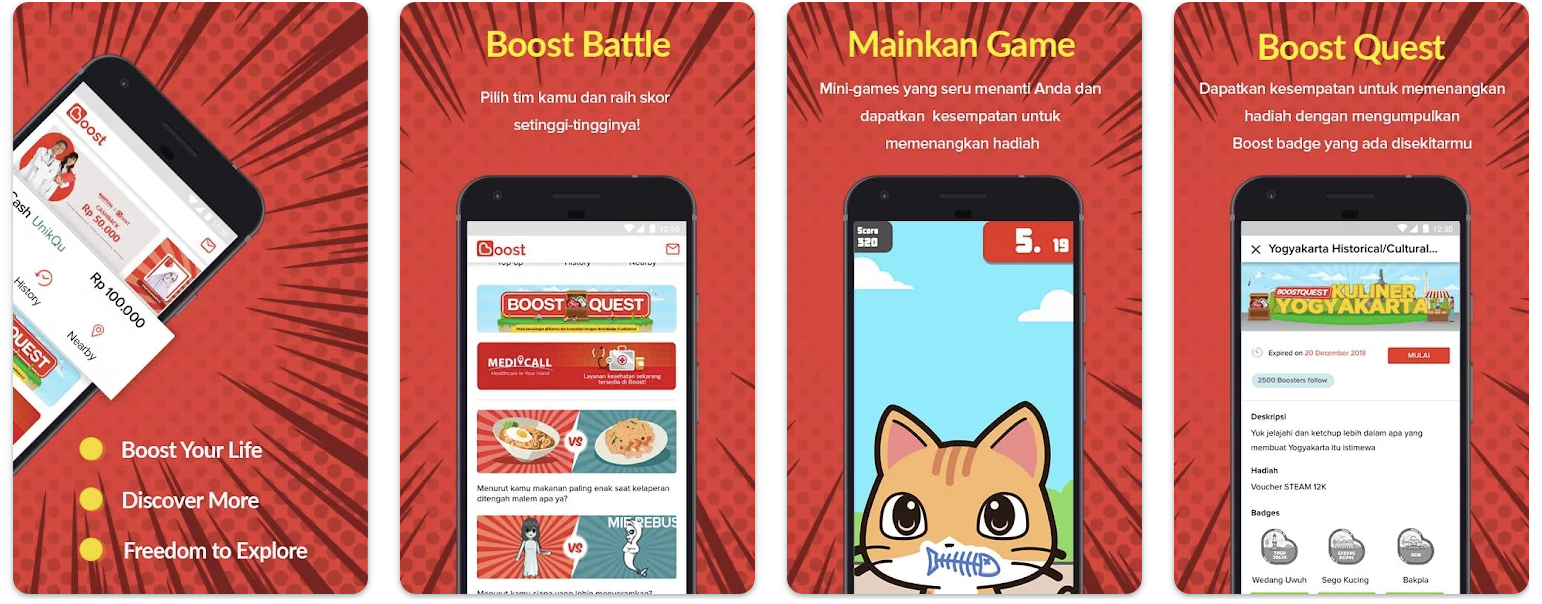 Boost
CASHBACK
Rp 50.000
Cash UnikQu
Rp 100.000
History
Nearby
QUEST
Boost Your Life
Discover More
Freedom to Explore
Boost Battle
Pilih tim kamu dan raih skor
setinggi-tingginya!
12.30
Boost
Top-up History Nearby
BOOST QUEST
MEDICALL
Healthcare In Your Hand
Layanan kesehatan sekarang
tersedia di Boost!
VS
Menurut kamu makanan paling enak saat kelaperan
ditengah malem apa ya?
MIE REBUS
VS
Menurut kamu siapa yang lebih menyeramkan?
Mainkan Game
Mini-games yang seru menanti Anda dan
dapatkan kesempatan untuk
memenangkan hadiah
Score
320
5. 19
Boost Quest
Dapatkan kesempatan untuk memenangkan
hadiah dengan mengumpulkan
Boost badge yang ada disekitarmu
12.30
Yogyakarta Historical/Cultural...
BOOSTQUEST KULINER
YOGYAKARTA
Expired on 20 December 2018
MULAI
2500 Boosters follow
Deskripsi
Yuk jelajahi dan ketchup lebih dalam apa yang
membuat Yogyakarta itu istimewa
Hadiah
Voucher STEAM 12K
Badges
TUGU
JOGJA
GEDUNG
AGUNG
UGM
Wedang Uwuh
Sego Kucing
Bakpia